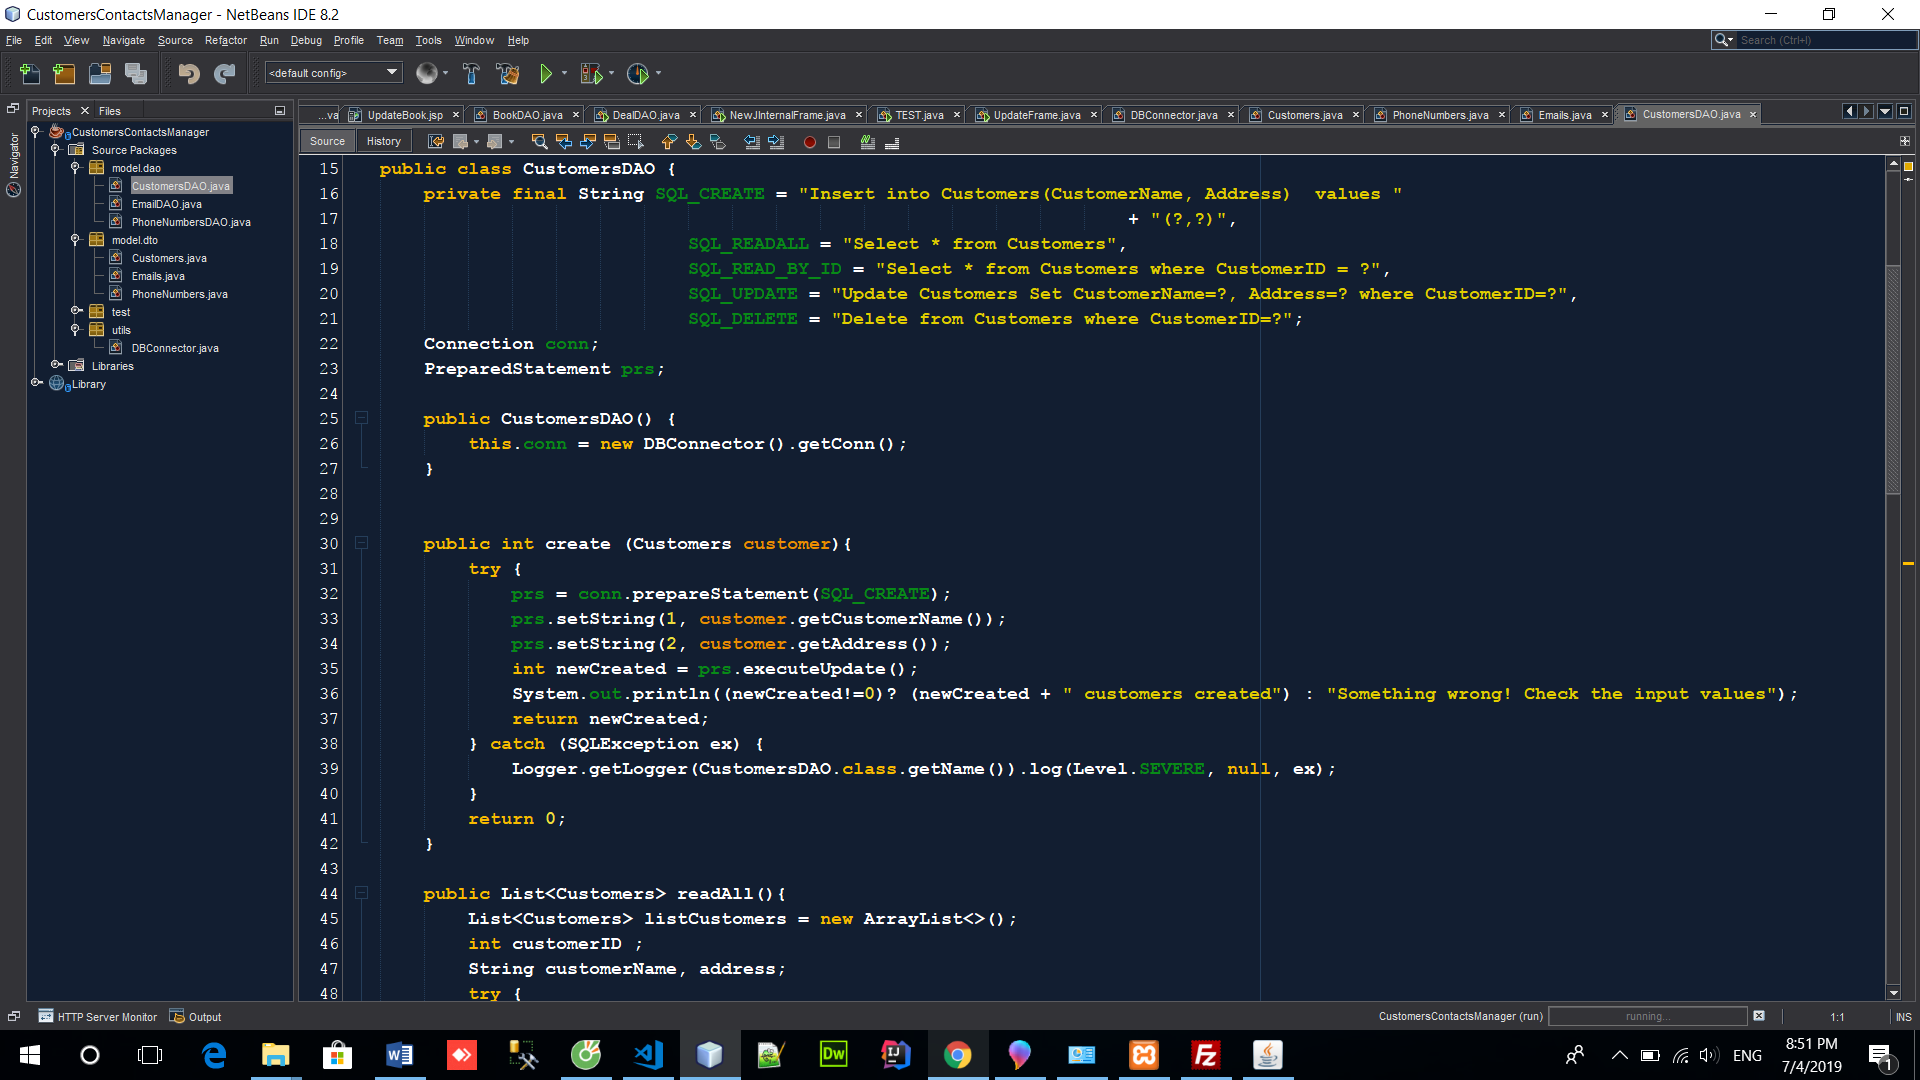 CustomersContactsManager - NetBeans IDE 8.2
File Edit View Navigate Source Refactor Run Debug Profile Team Tools Window Help
Search (Ctrl+I)
<default config>
Projects Files
...va UpdateBook.jsp BookDAO.java DealDAO.java NewJInternalFrame.java TEST.java UpdateFrame.java DBConnector.java Customers.java PhoneNumbers.java Emails.java CustomersDAO.java
Source History
Navigator
CustomersContactsManager
Source Packages
model.dao
CustomersDAO.java
EmailDAO.java
PhoneNumbersDAO.java
model.dto
Customers.java
Emails.java
PhoneNumbers.java
test
utils
DBConnector.java
Libraries
Library
15 public class CustomersDAO {
16 private final String SQL_CREATE = "Insert into Customers(CustomerName, Address)  values "
17 + "(?,?)",
18 SQL_READALL = "Select * from Customers",
19 SQL_READ_BY_ID = "Select * from Customers where CustomerID = ?",
20 SQL_UPDATE = "Update Customers Set CustomerName=?, Address=? where CustomerID=?",
21 SQL_DELETE = "Delete from Customers where CustomerID=?";
22 Connection conn;
23 PreparedStatement prs;
24
25 public CustomersDAO() {
26 this.conn = new DBConnector().getConn();
27 }
28
29
30 public int create (Customers customer){
31 try {
32 prs = conn.prepareStatement(SQL_CREATE);
33 prs.setString(1, customer.getCustomerName());
34 prs.setString(2, customer.getAddress());
35 int newCreated = prs.executeUpdate();
36 System.out.println((newCreated!=0)? (newCreated + " customers created") : "Something wrong! Check the input values");
37 return newCreated;
38 } catch (SQLException ex) {
39 Logger.getLogger(CustomersDAO.class.getName()).log(Level.SEVERE, null, ex);
40 }
41 return 0;
42 }
43
44 public List<Customers> readAll(){
45 List<Customers> listCustomers = new ArrayList<>();
46 int customerID ;
47 String customerName, address;
48 try {
HTTP Server Monitor Output
CustomersContactsManager (run) running... 1:1 INS
ENG
8:51 PM
7/4/2019
1